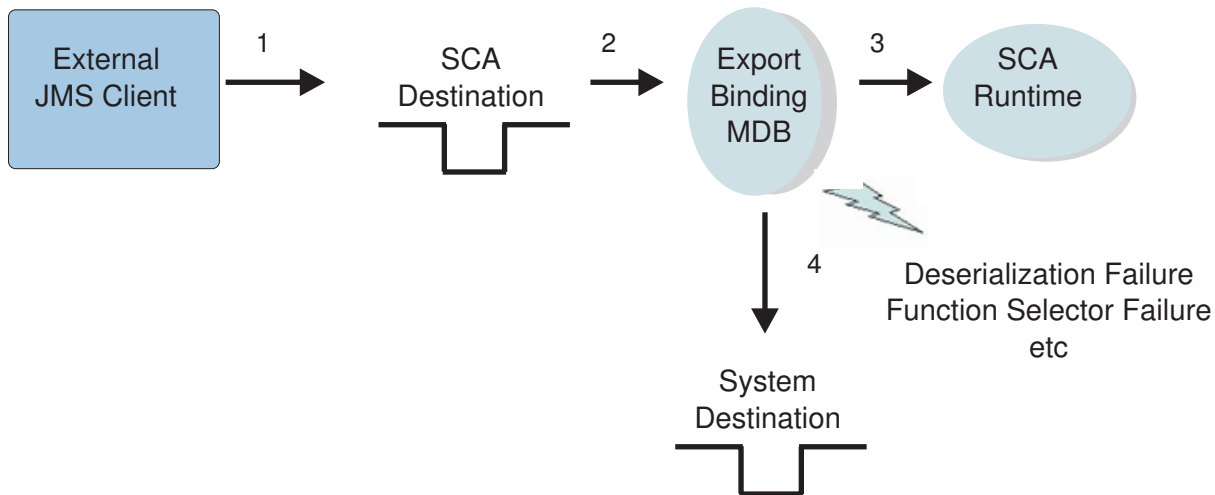 External
JMS Client
1
SCA
Destination
2
Export
Binding
MDB
3
SCA
Runtime
4
Deserialization Failure
Function Selector Failure
etc
System
Destination